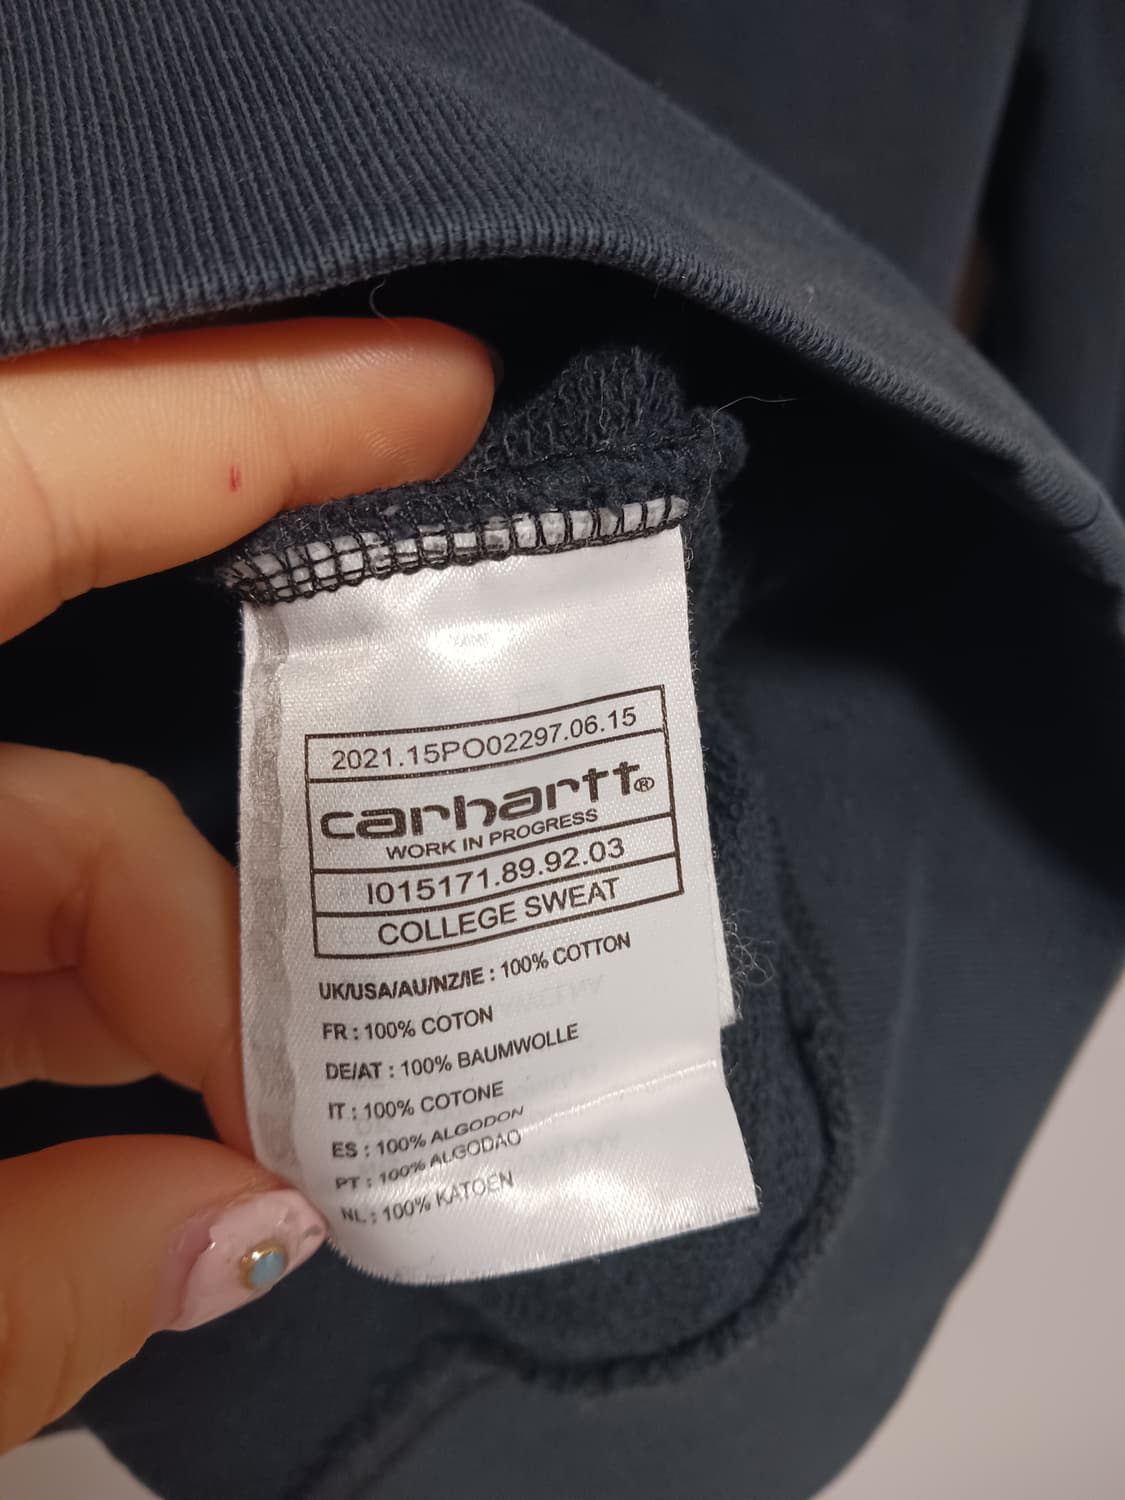 2021.15PO02297.06.15
carhartt®
WORK IN PROGRESS
I015171.89.92.03
COLLEGE SWEAT
UK/USA/AU/NZ/IE : 100% COTTON
FR : 100% COTON
DE/AT : 100% BAUMWOLLE
IT : 100% COTONE
ES : 100% ALGODON
PT : 100% ALGODAO
NL : 100% KATOEN